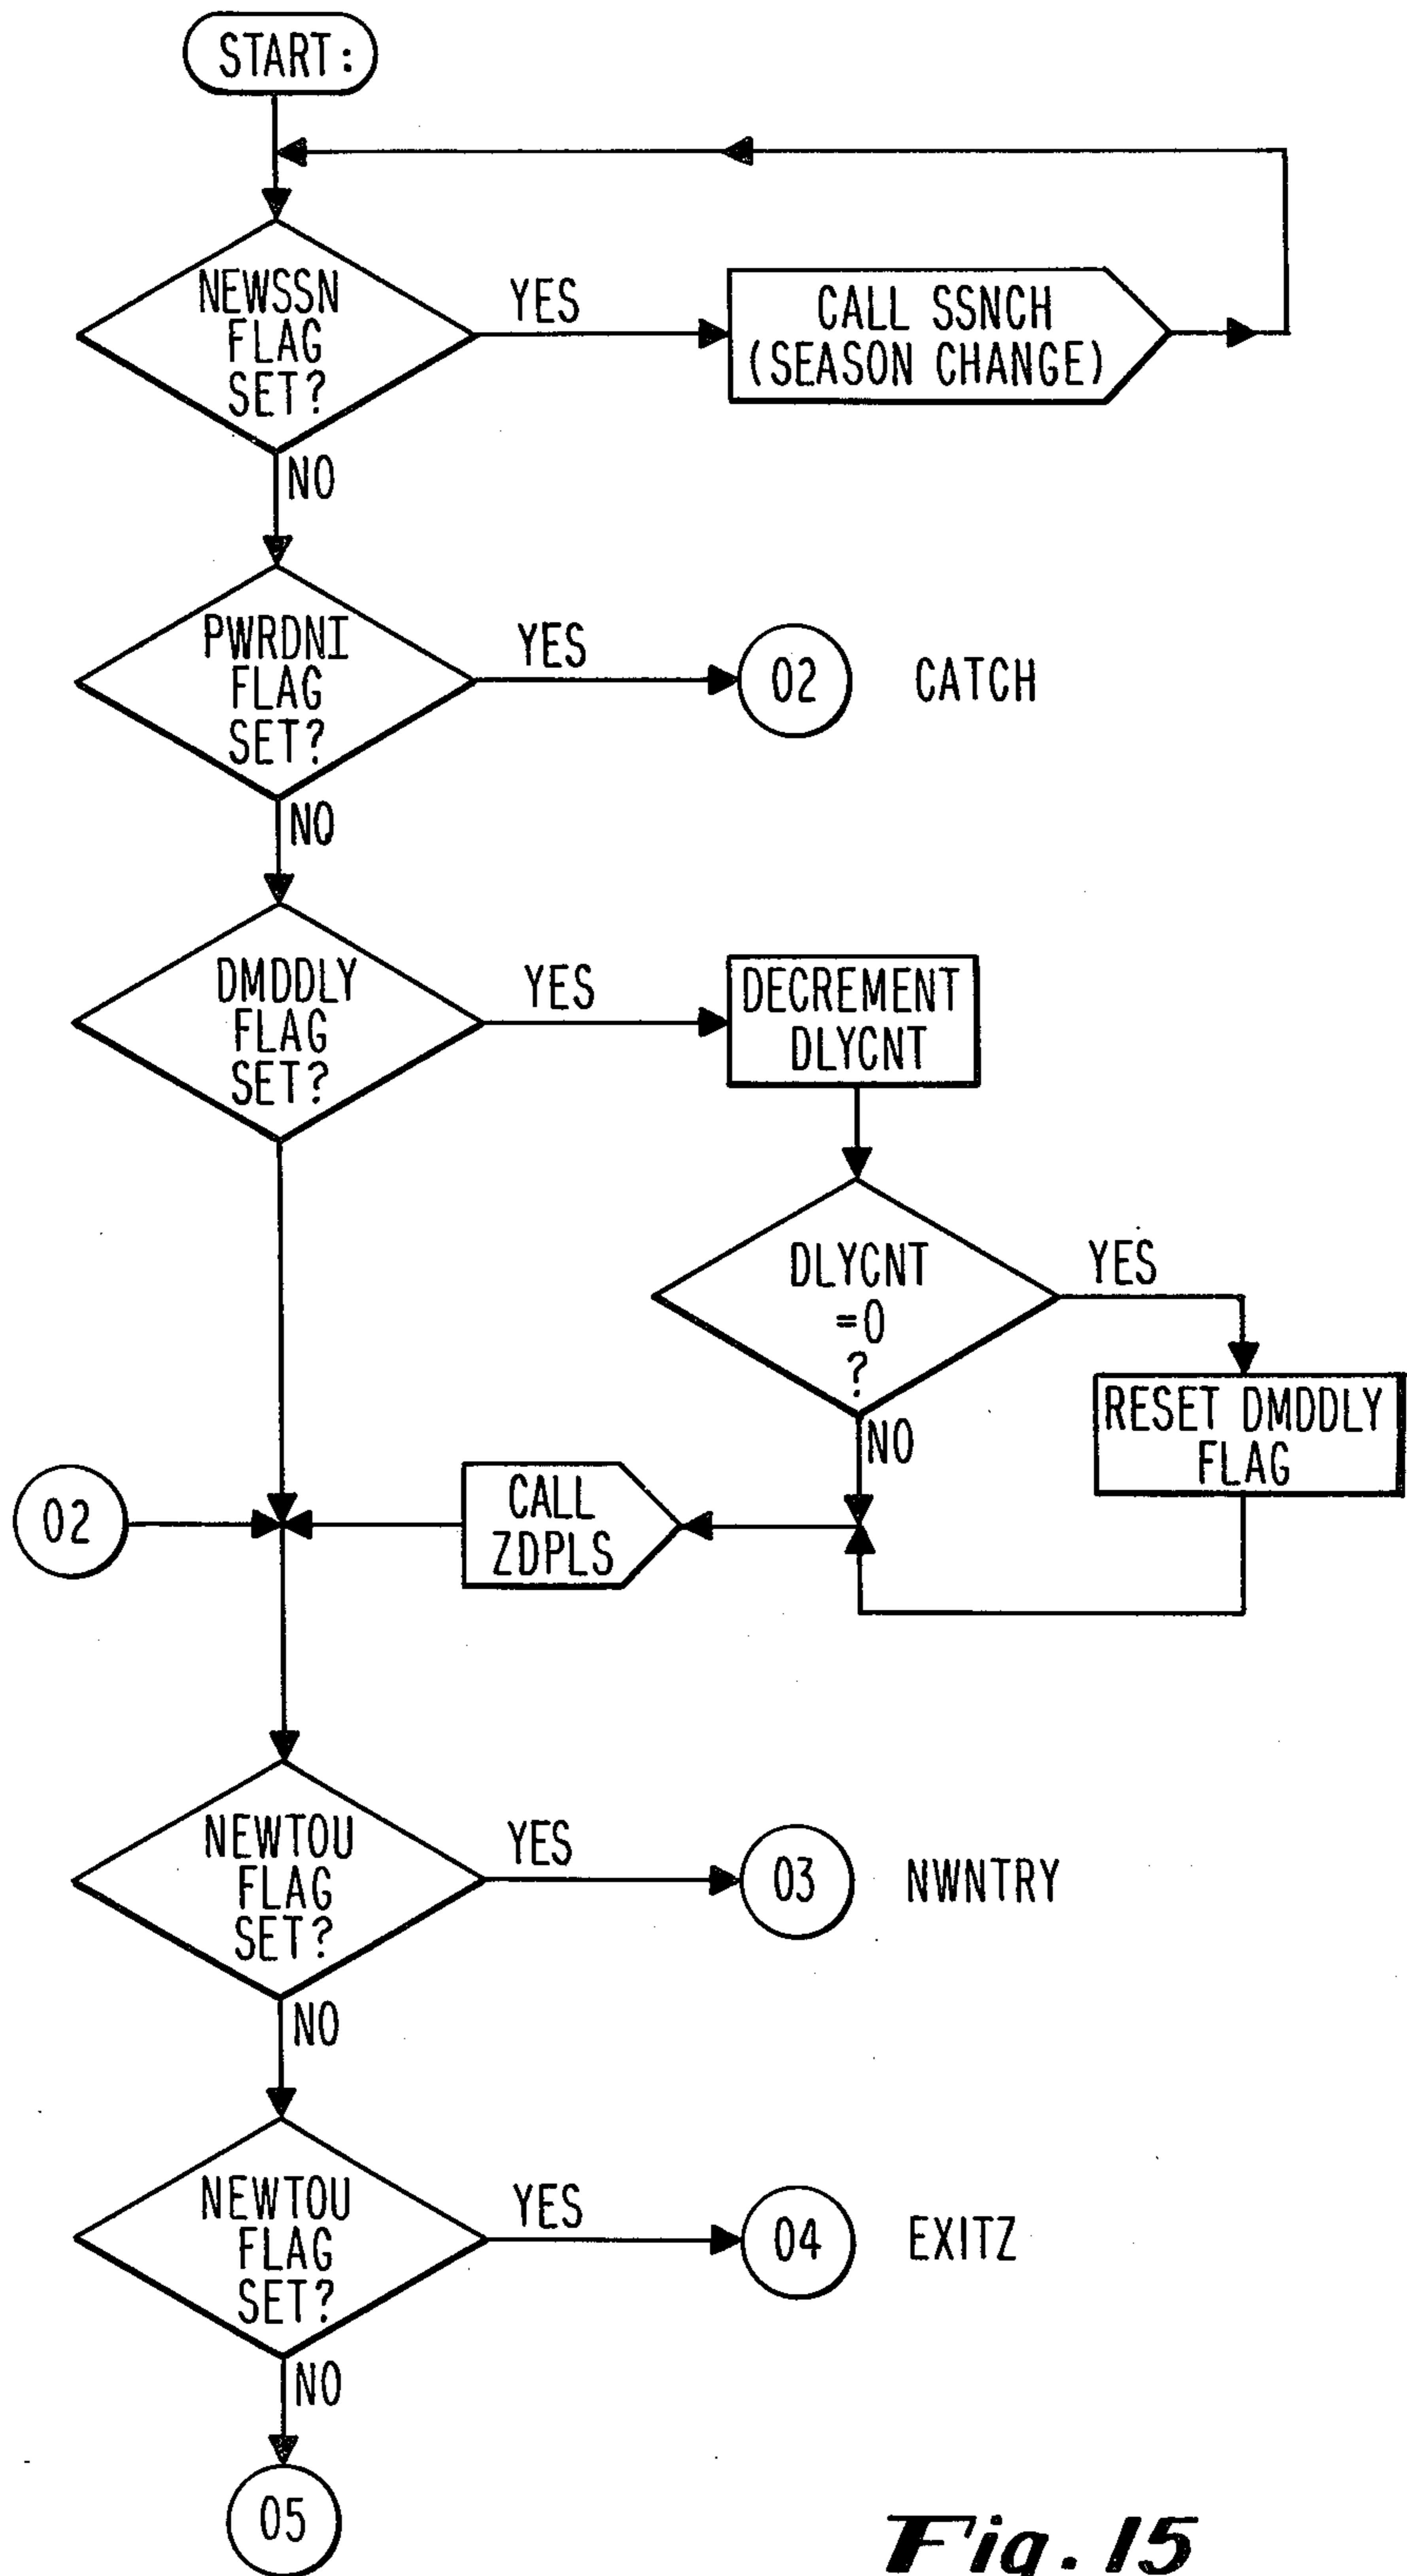 START:
NEWSSN
FLAG
SET?
YES
CALL SSNCH
(SEASON CHANGE)
NO
PWRDNI
FLAG
SET?
YES
02
CATCH
NO
DMDDLY
FLAG
SET?
YES
DECREMENT
DLYCNT
DLYCNT
=0
?
YES
RESET DMDDLY
FLAG
NO
CALL
ZDPLS
02
NEWTOU
FLAG
SET?
YES
03
NWNTRY
NO
NEWTOU
FLAG
SET?
YES
04
EXITZ
NO
05
Fig. 15